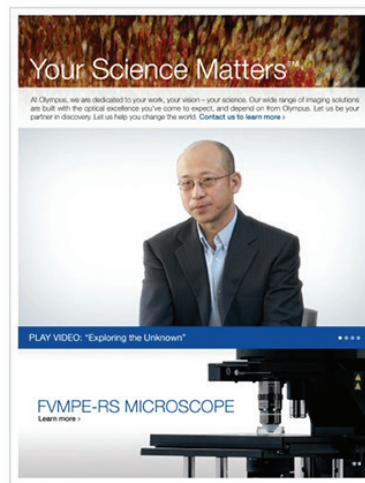 Your Science Matters™
At Olympus, we are dedicated to your work, your vision – your science. Our wide range of imaging solutions
are built with the optical excellence you've come to expect, and depend on from Olympus. Let us be your
partner in discovery. Let us help you change the world. Contact us to learn more ›
PLAY VIDEO: "Exploring the Unknown"
FVMPE-RS MICROSCOPE
Learn more ›